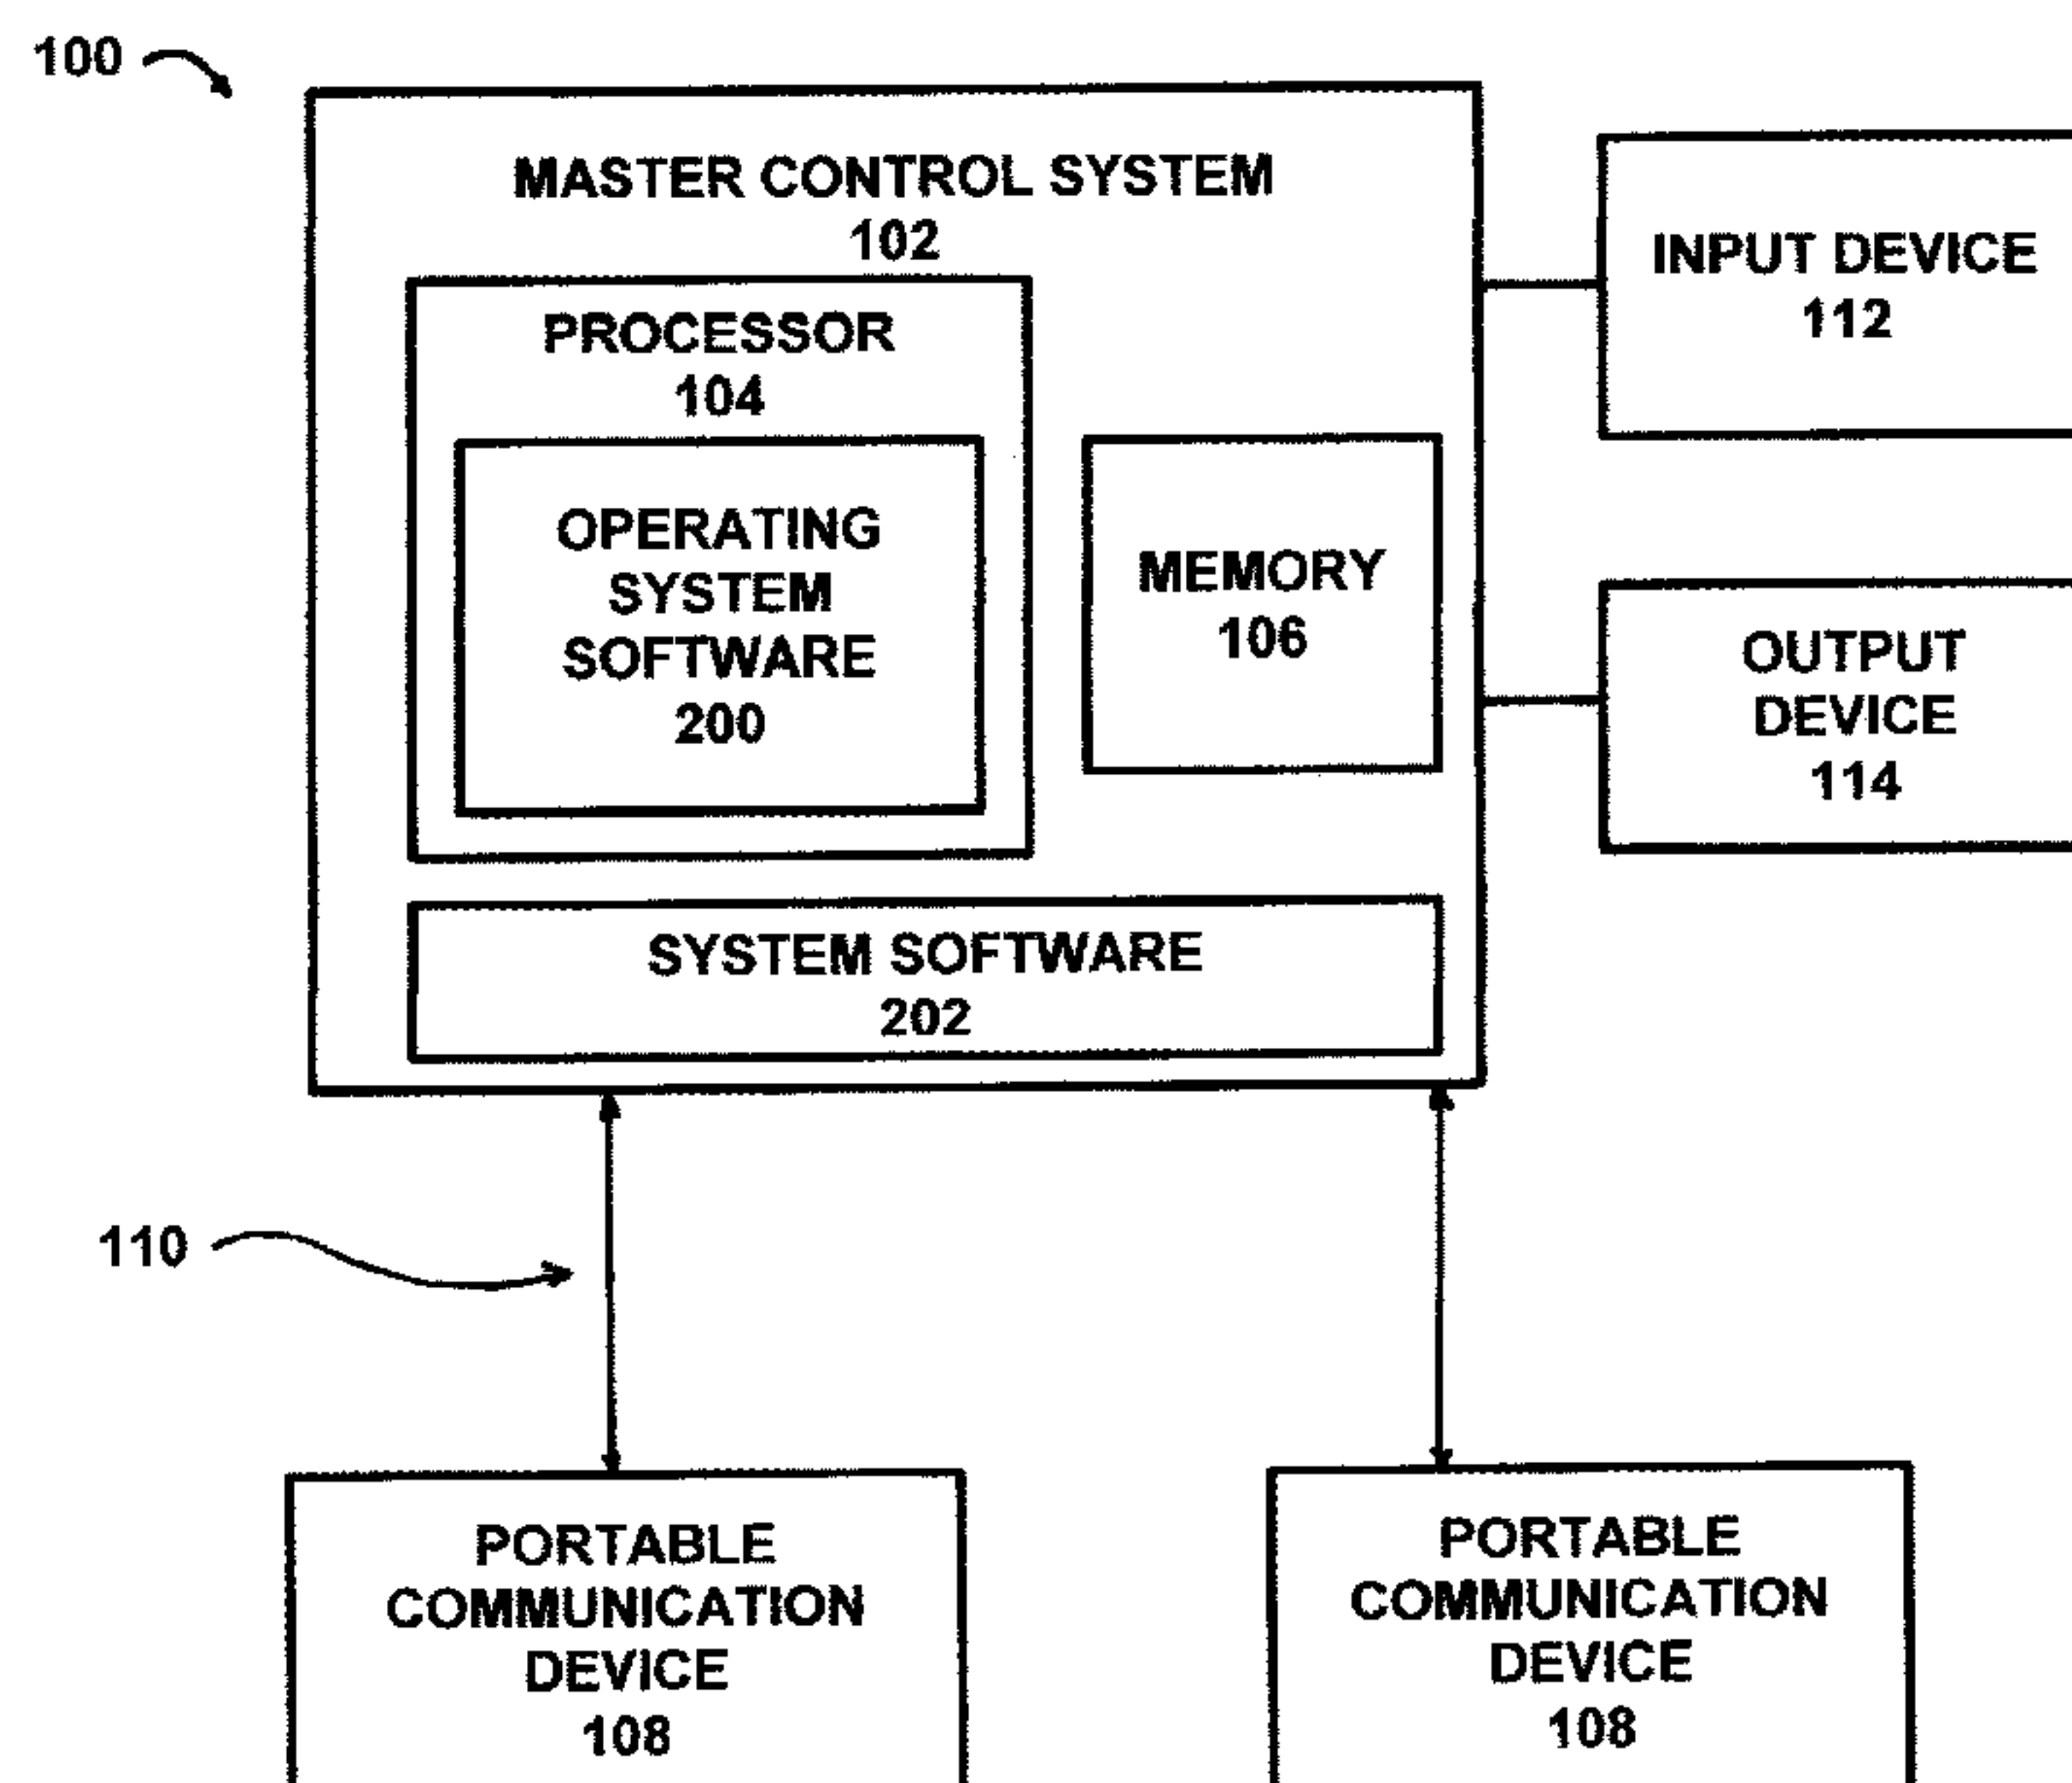 100
MASTER CONTROL SYSTEM
102
PROCESSOR
104
OPERATING
SYSTEM
SOFTWARE
200
MEMORY
106
SYSTEM SOFTWARE
202
INPUT DEVICE
112
OUTPUT
DEVICE
114
110
PORTABLE
COMMUNICATION
DEVICE
108
PORTABLE
COMMUNICATION
DEVICE
108